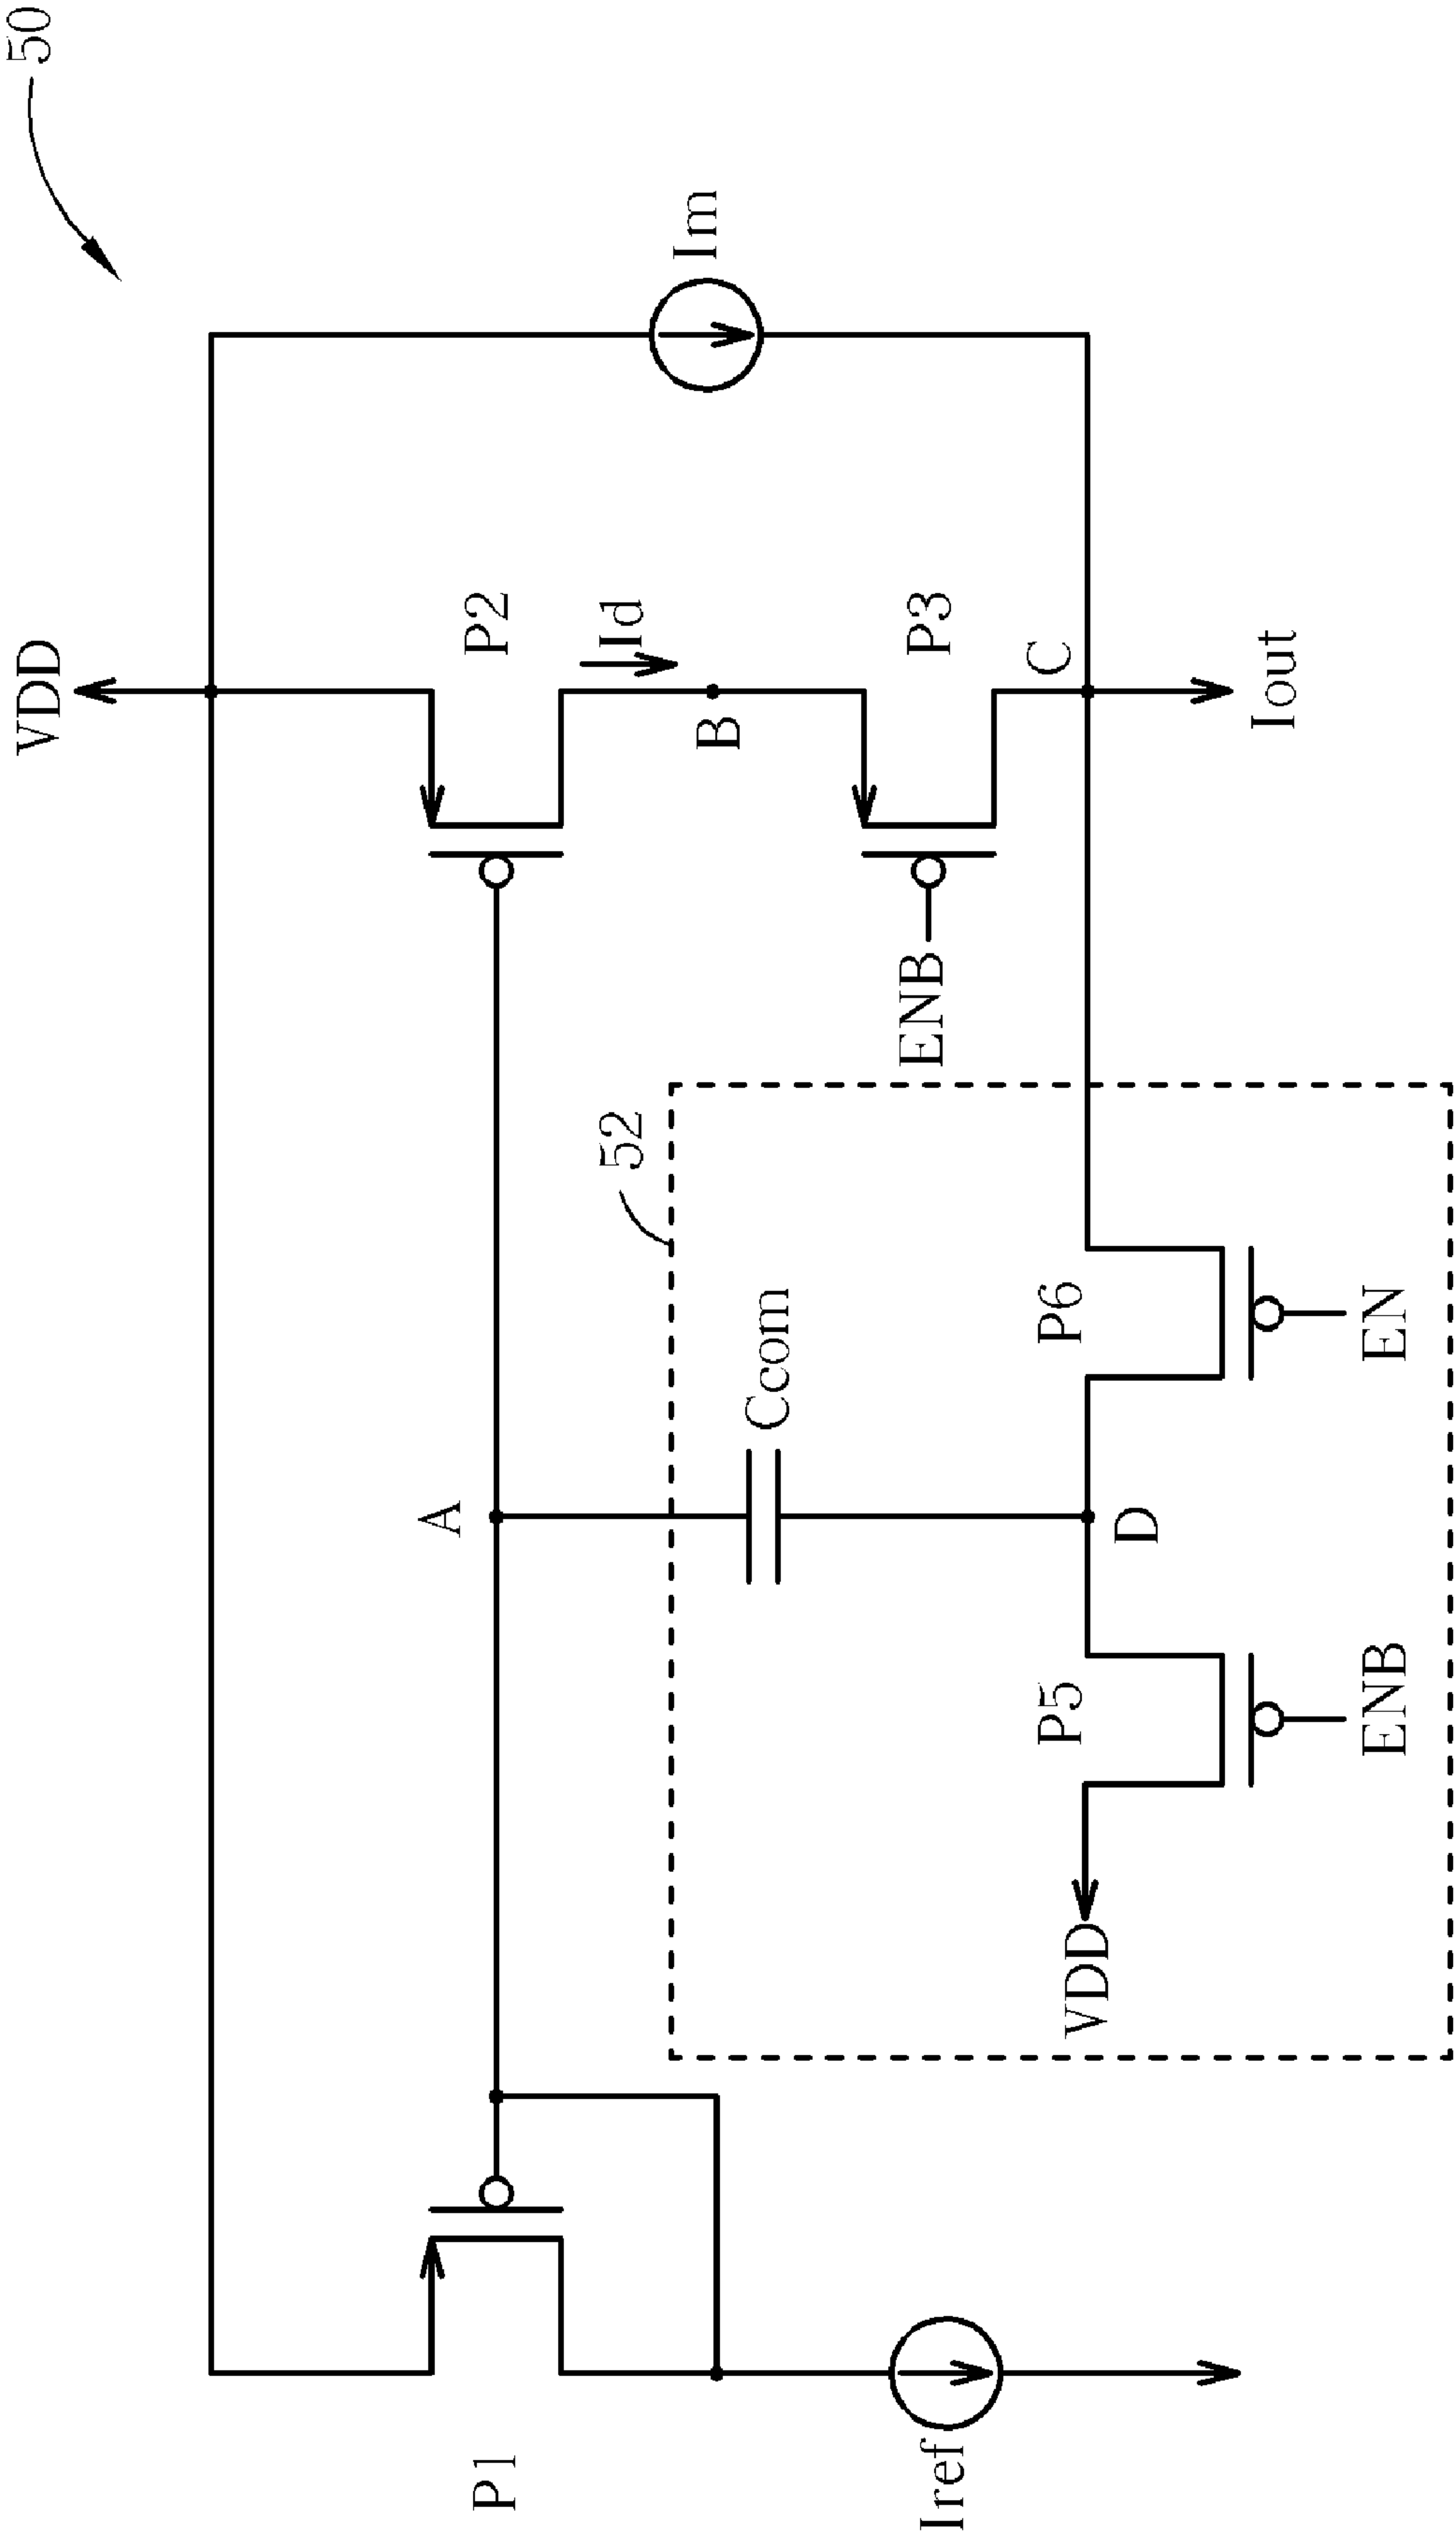 50
VDD
P1
A
P2
Id
52
Ccom
B
Im
Iref
VDD
P5
D
P6
ENB
P3
C
ENB
EN
Iout